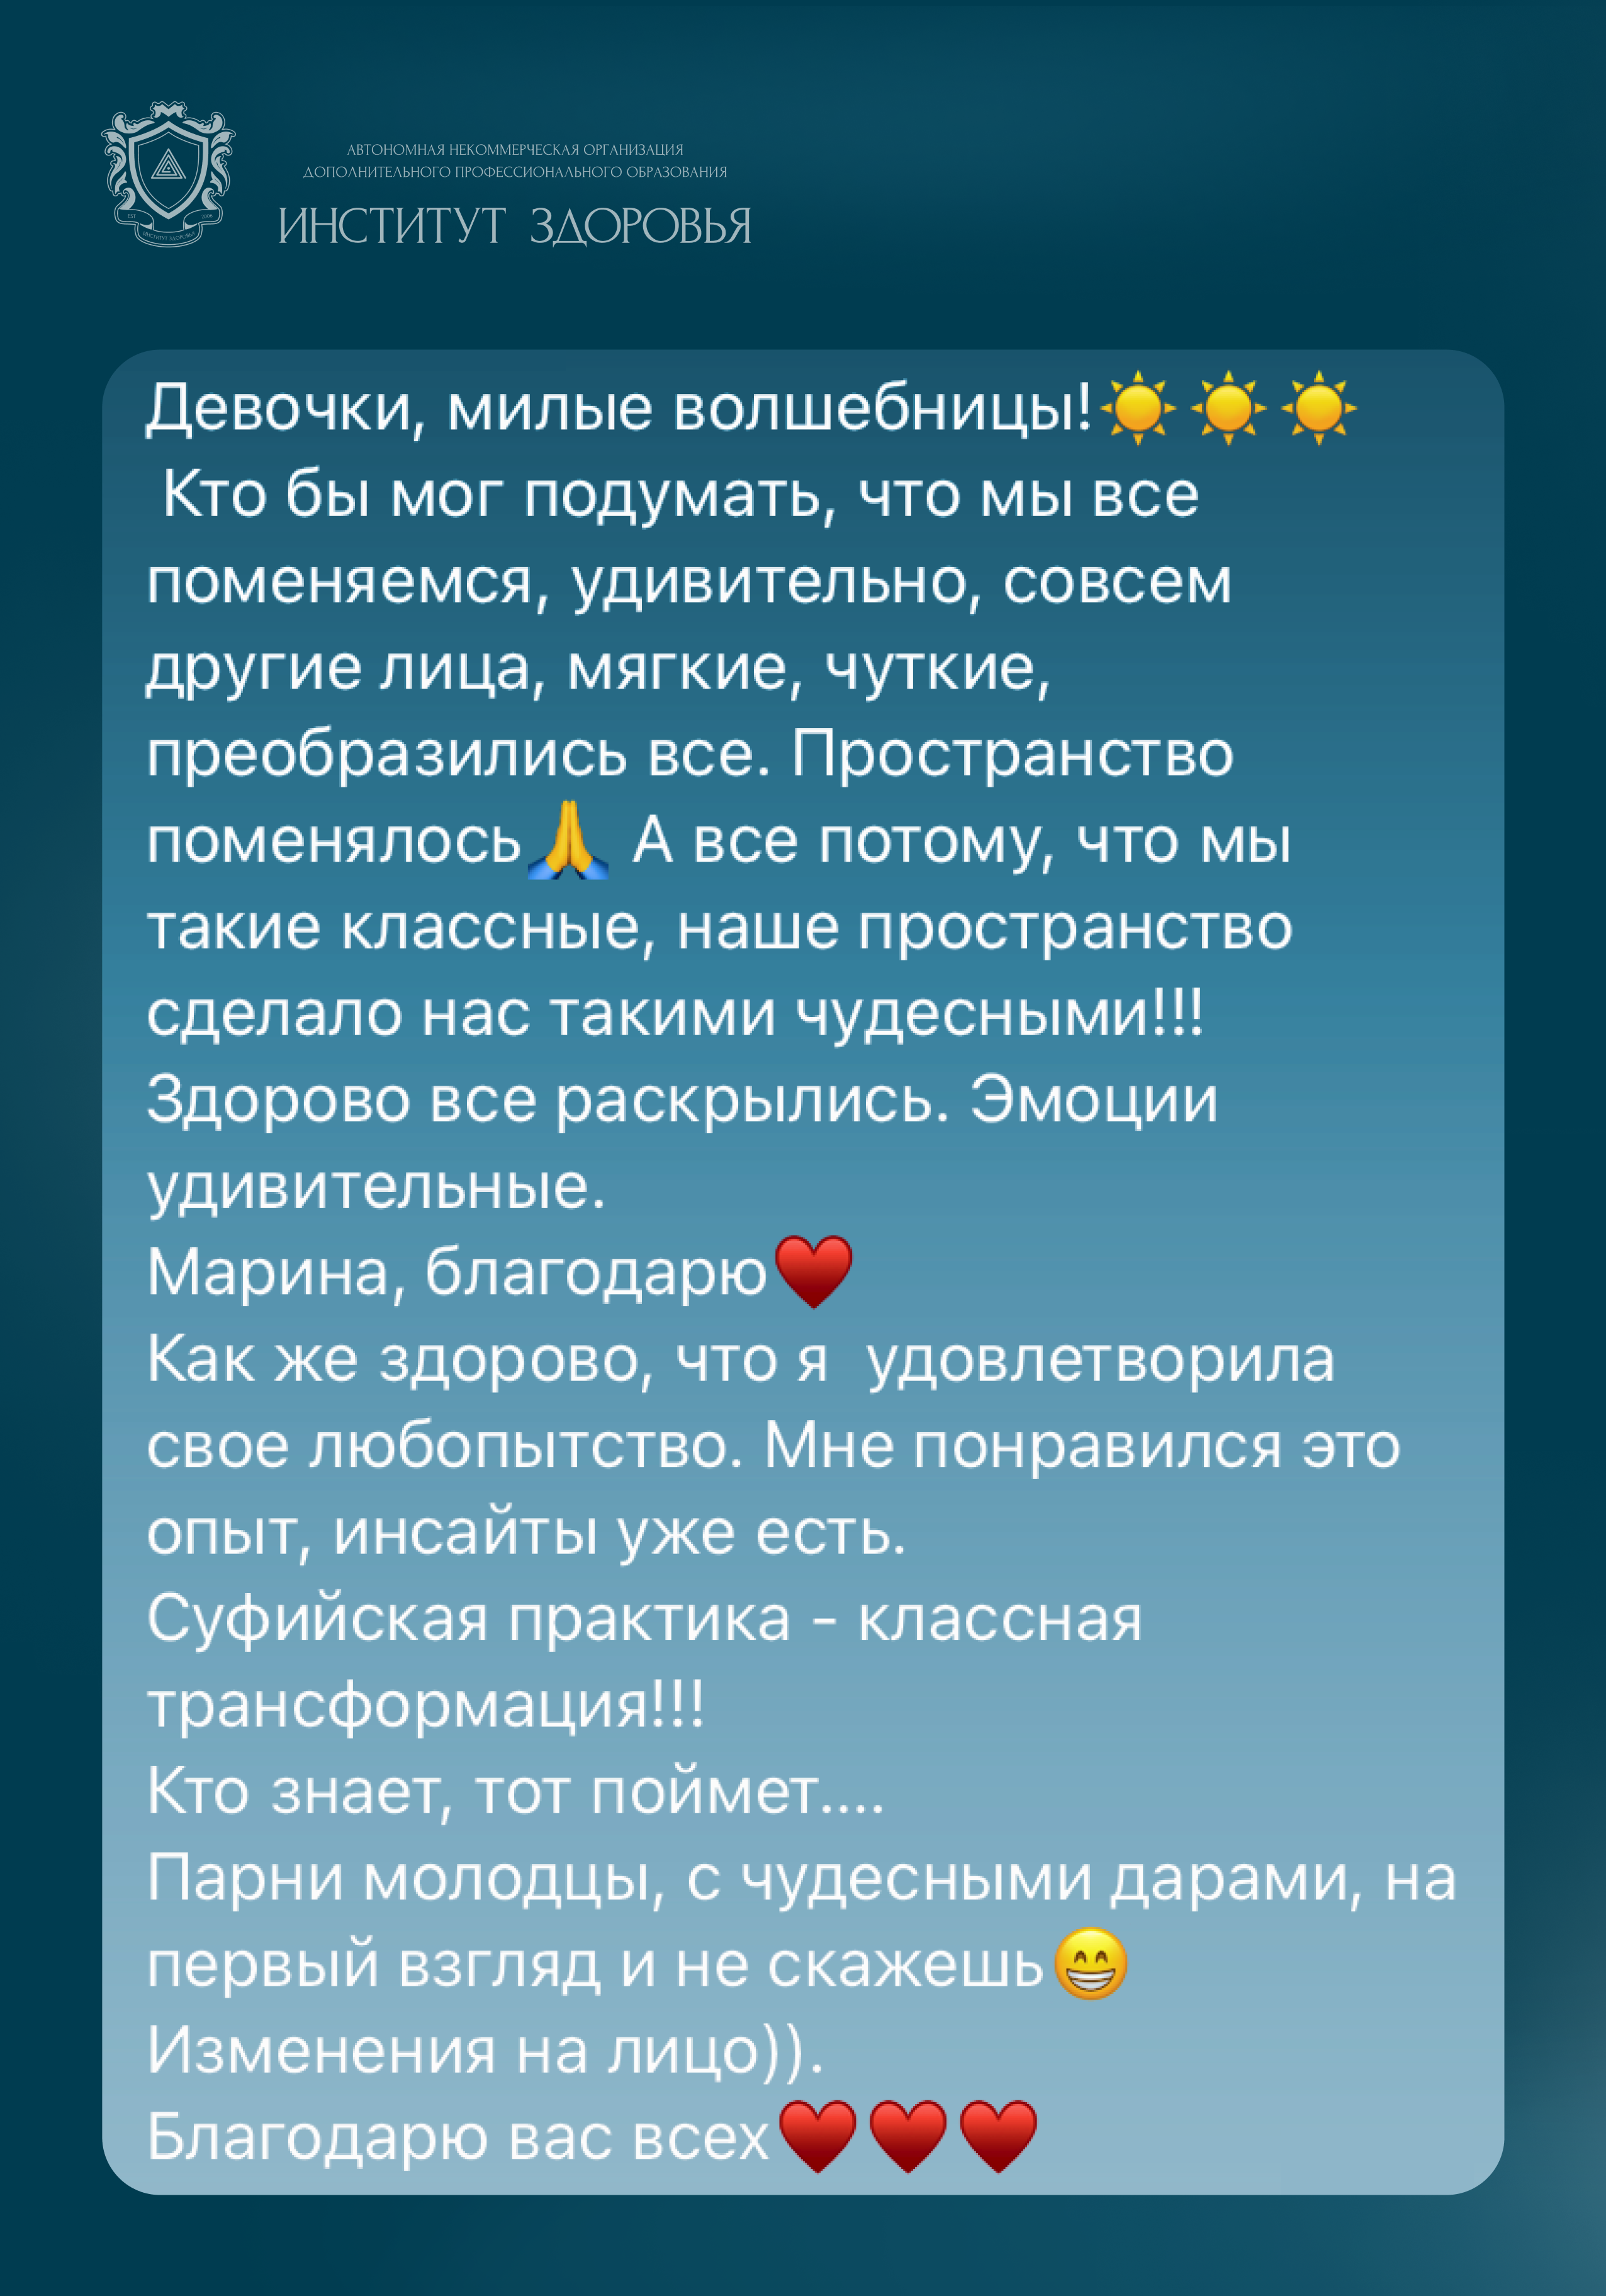 АВТОНОМНАЯ НЕКОММЕРЧЕСКАЯ ОРГАНИЗАЦИЯ
ДОПОЛНИТЕЛЬНОГО ПРОФЕССИОНАЛЬНОГО ОБРАЗОВАНИЯ
ИНСТИТУТ ЗДОРОВЬЯ
EST 2009
ИНСТИТУТ ЗДОРОВЬЯ
Девочки, милые волшебницы!☀️☀️☀️
Кто бы мог подумать, что мы все
поменяемся, удивительно, совсем
другие лица, мягкие, чуткие,
преобразились все. Пространство
поменялось🙏 А все потому, что мы
такие классные, наше пространство
сделало нас такими чудесными!!!
Здорово все раскрылись. Эмоции
удивительные.
Марина, благодарю♥️
Как же здорово, что я  удовлетворила
свое любопытство. Мне понравился это
опыт, инсайты уже есть.
Суфийская практика - классная
трансформация!!!
Кто знает, тот поймет....
Парни молодцы, с чудесными дарами, на
первый взгляд и не скажешь😁
Изменения на лицо)).
Благодарю вас всех♥️♥️♥️